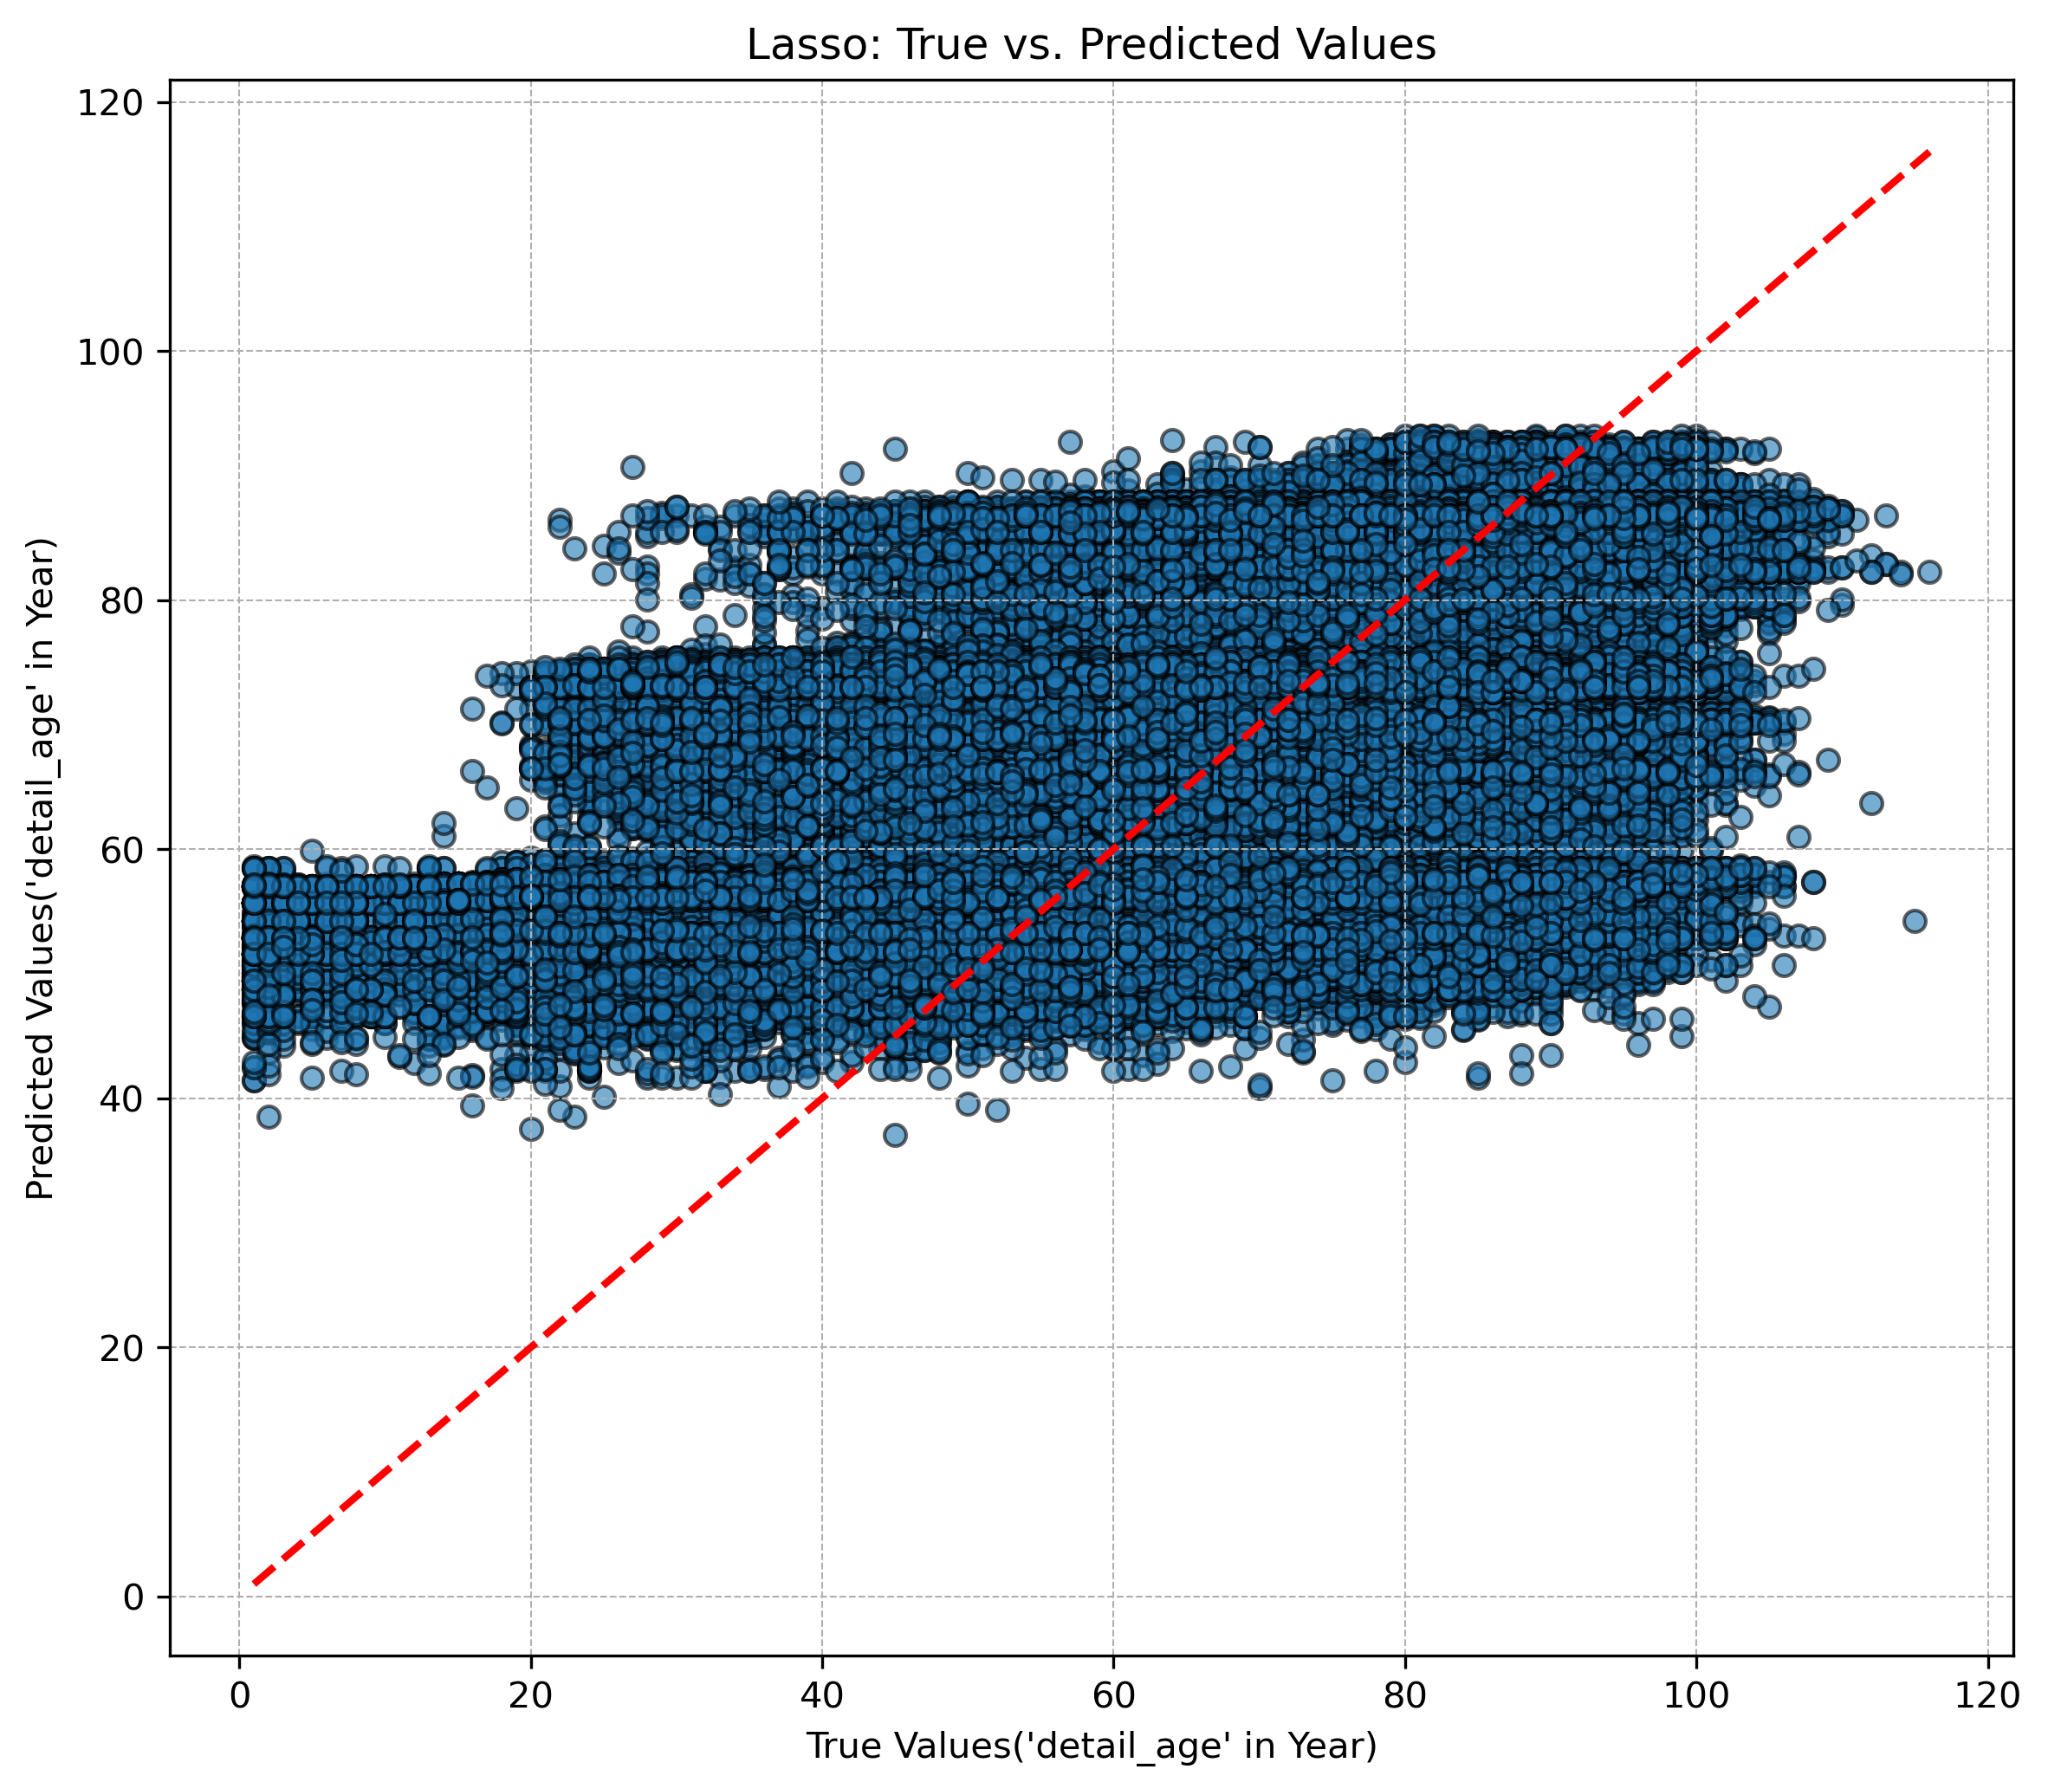 Lasso: True vs. Predicted Values
Predicted Values('detail_age' in Year)
120
100
80
60
40
20
0
0 20 40 60 80 100 120
True Values('detail_age' in Year)